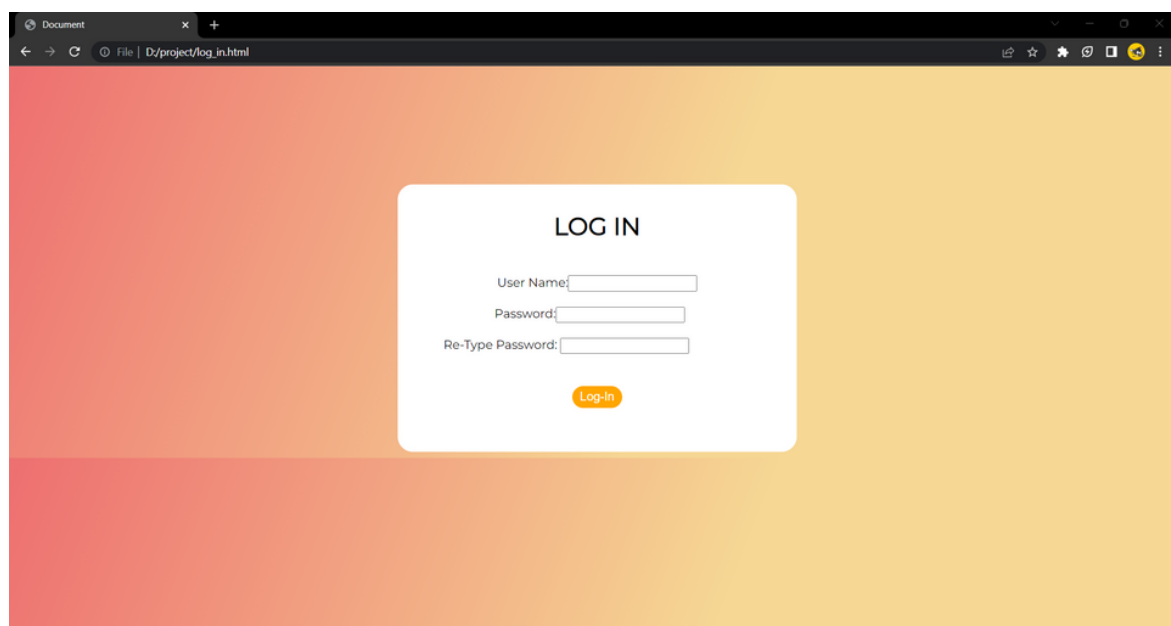 Document
File | D:/project/log_in.html
LOG IN
User Name:
Password:
Re-Type Password:
Log-In